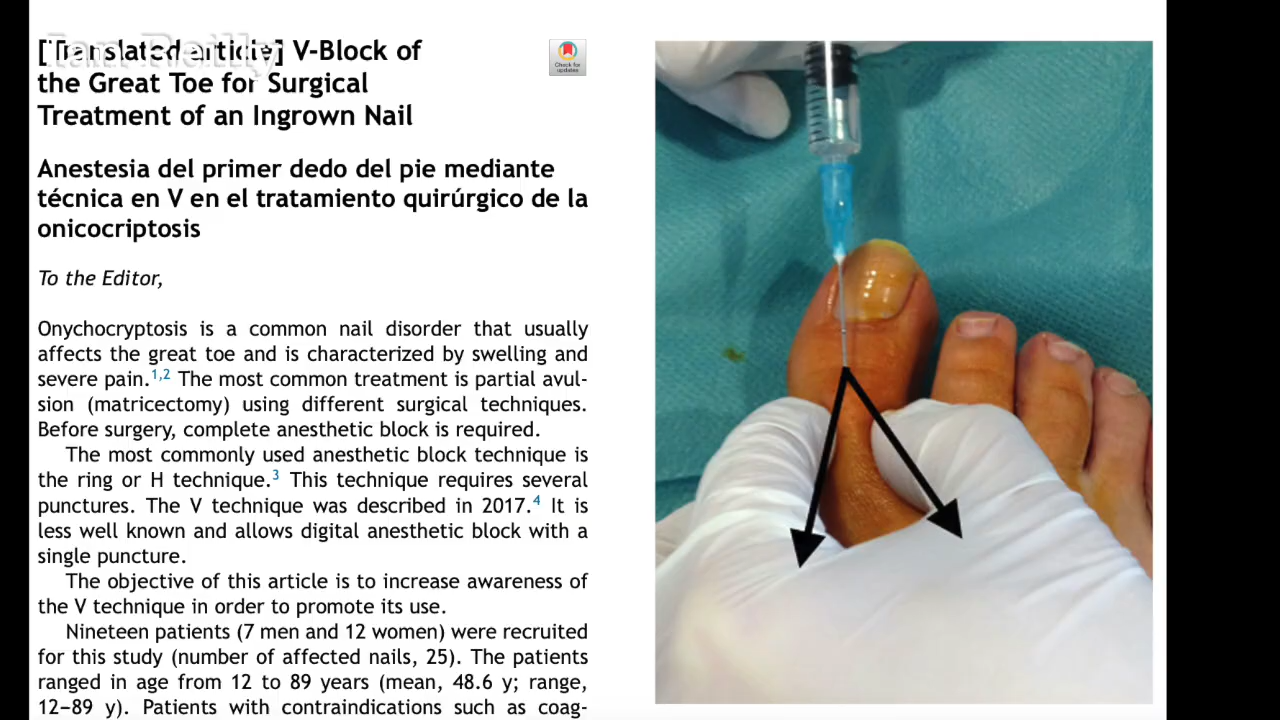 [Translated article] V-Block of
the Great Toe for Surgical
Treatment of an Ingrown Nail
Check for
updates
Anestesia del primer dedo del pie mediante
técnica en V en el tratamiento quirúrgico de la
onicocriptosis
To the Editor,
Onychocryptosis is a common nail disorder that usually
affects the great toe and is characterized by swelling and
severe pain.1,2 The most common treatment is partial avul-
sion (matricectomy) using different surgical techniques.
Before surgery, complete anesthetic block is required.
The most commonly used anesthetic block technique is
the ring or H technique.3 This technique requires several
punctures. The V technique was described in 2017.4 It is
less well known and allows digital anesthetic block with a
single puncture.
The objective of this article is to increase awareness of
the V technique in order to promote its use.
Nineteen patients (7 men and 12 women) were recruited
for this study (number of affected nails, 25). The patients
ranged in age from 12 to 89 years (mean, 48.6 y; range,
12–89 y). Patients with contraindications such as coag-